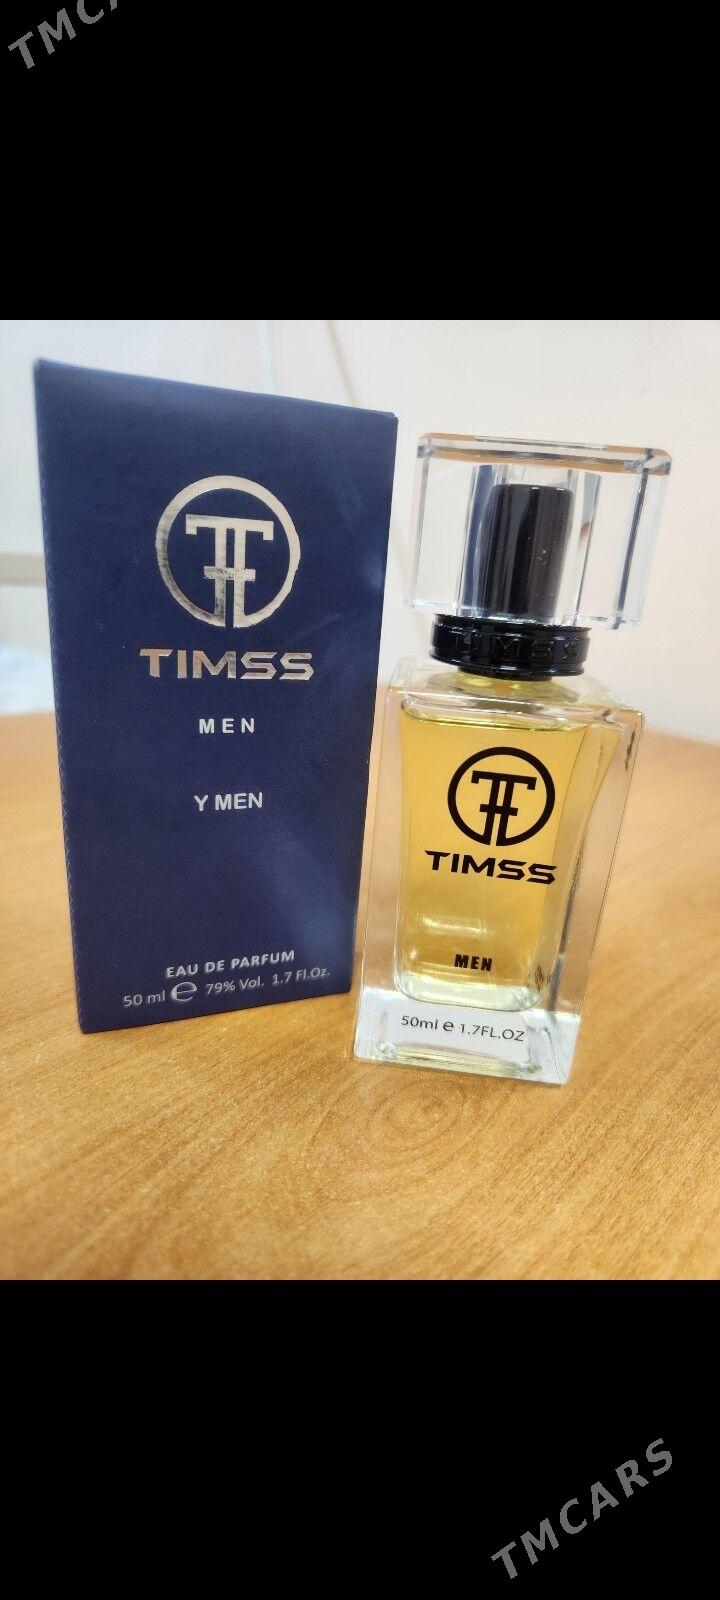 TMCARS
TIMSS
MEN
Y MEN
EAU DE PARFUM
50 ml e 79% Vol. 1.7 Fl.Oz.
TIMSS
TIMSS
MEN
50ml e 1.7FL.OZ
TMCARS